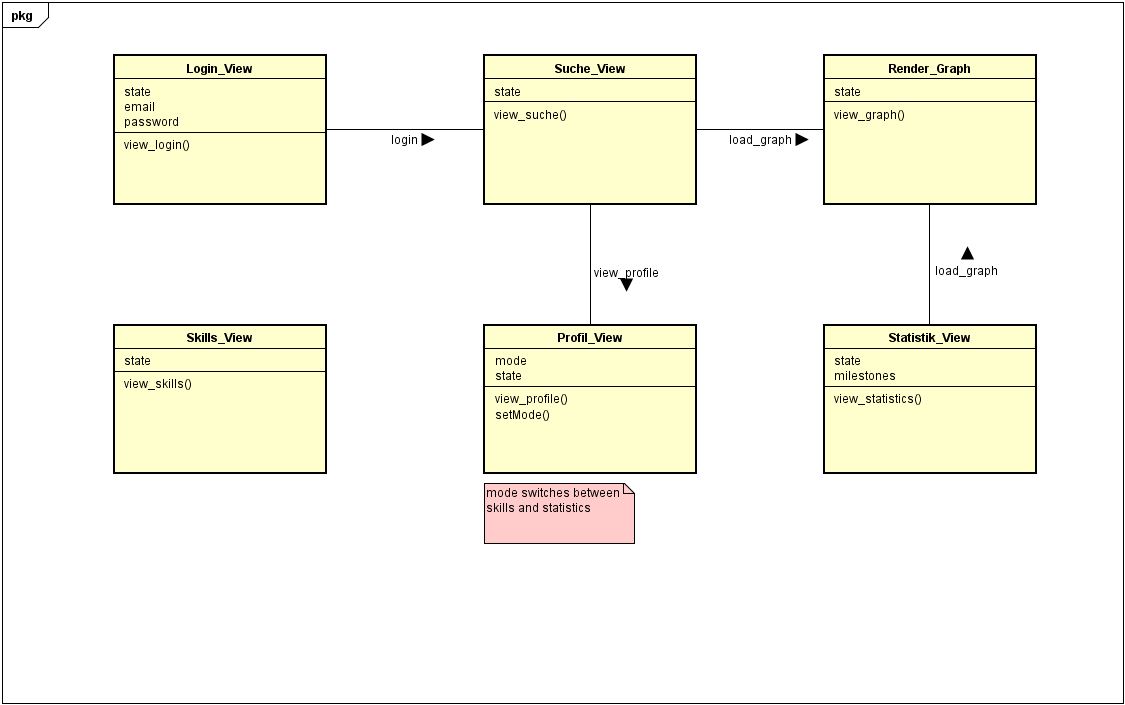 pkg
Login_View
state
email
password
view_login()
login
Suche_View
state
view_suche()
load_graph
Render_Graph
state
view_graph()
view_profile
load_graph
Skills_View
state
view_skills()
Profil_View
mode
state
view_profile()
setMode()
Statistik_View
state
milestones
view_statistics()
mode switches between
skills and statistics